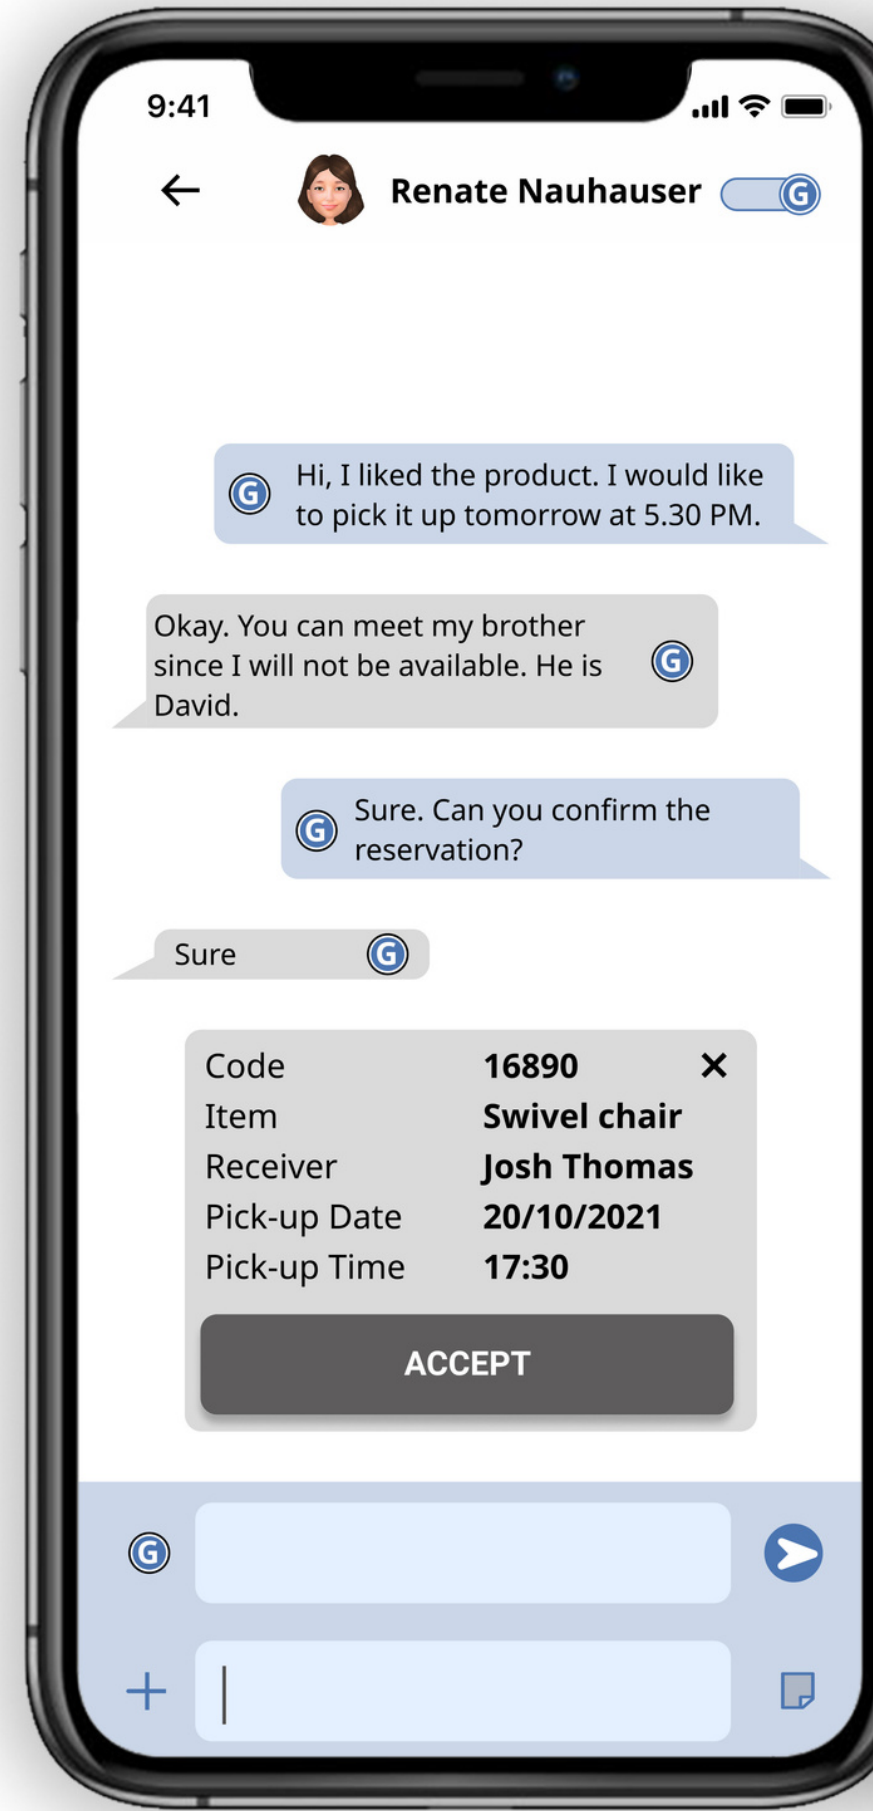 9:41
Renate Nauhauser G
G Hi, I liked the product. I would like
to pick it up tomorrow at 5.30 PM.
Okay. You can meet my brother
since I will not be available. He is G
David.
G Sure. Can you confirm the
reservation?
Sure G
Code 16890
Item Swivel chair
Receiver Josh Thomas
Pick-up Date 20/10/2021
Pick-up Time 17:30
ACCEPT
G